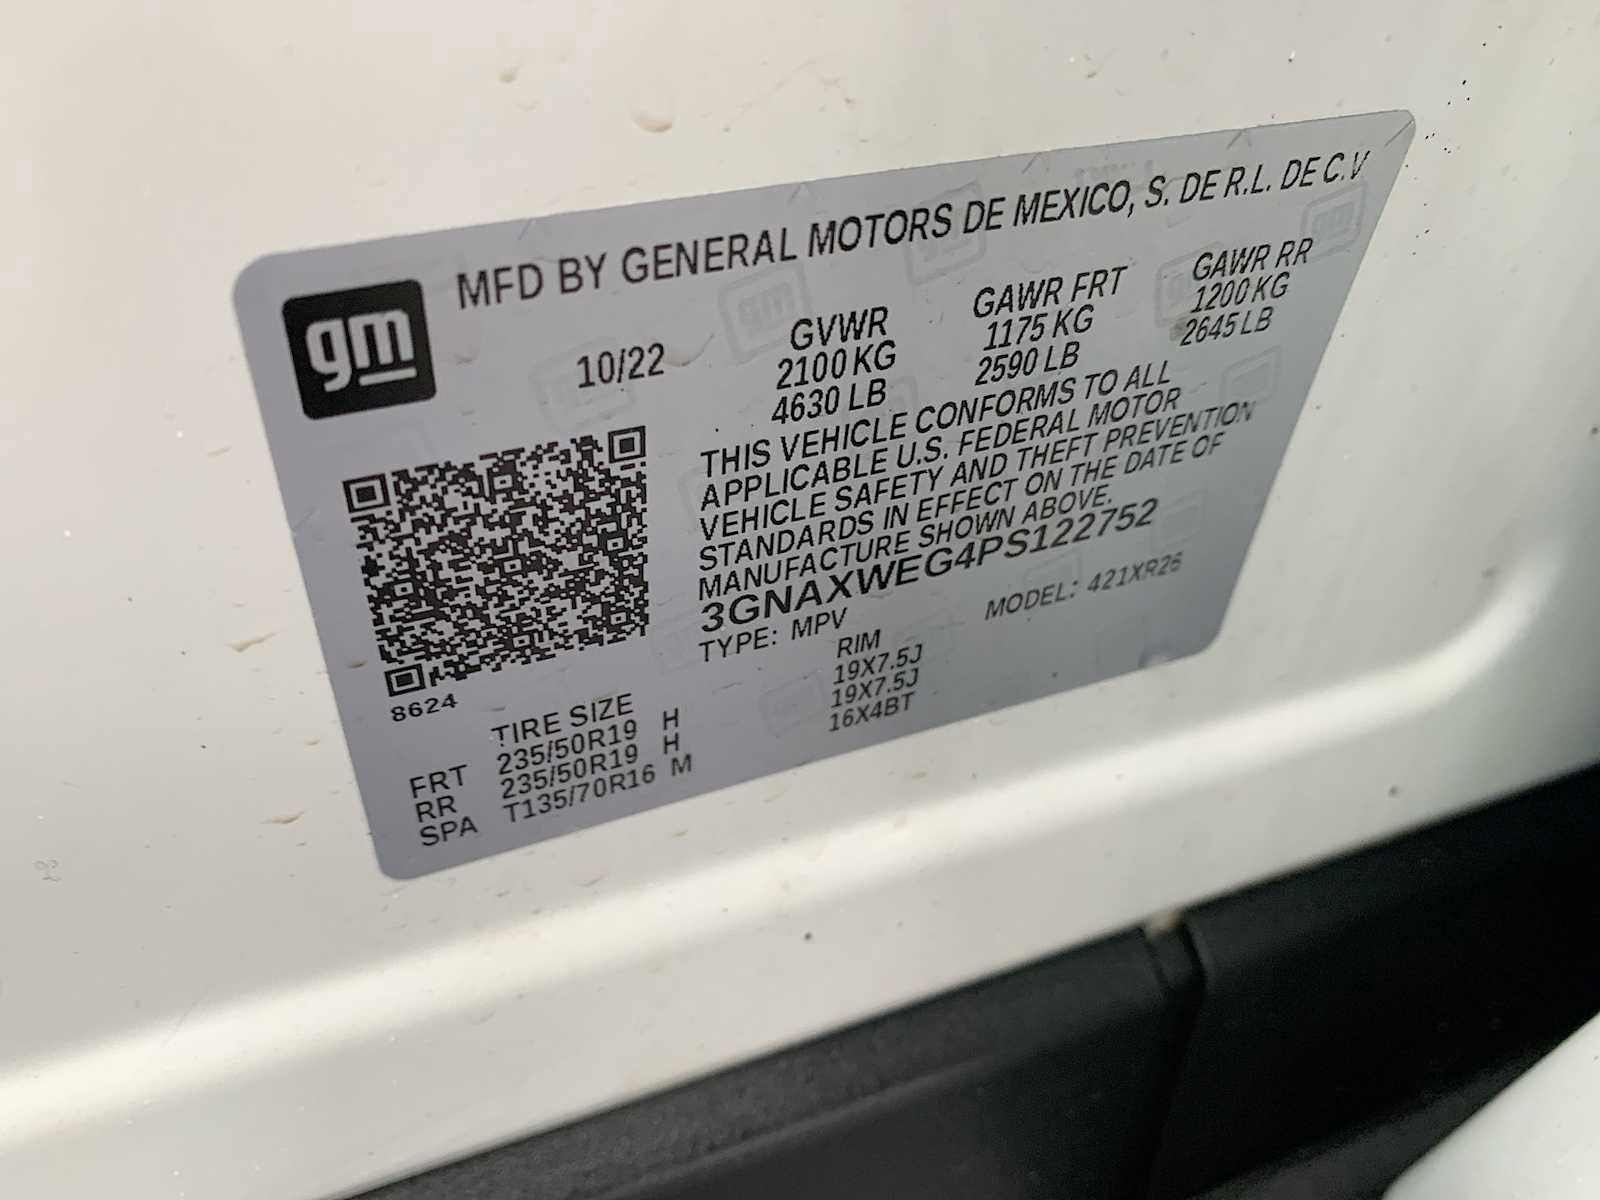 gm
MFD BY GENERAL MOTORS DE MEXICO, S. DE R.L. DE C.V
10/22 GVWR GAWR FRT GAWR RR
2100 KG 1175 KG 1200 KG
4630 LB 2590 LB 2645 LB
THIS VEHICLE CONFORMS TO ALL
APPLICABLE U.S. FEDERAL MOTOR
VEHICLE SAFETY AND THEFT PREVENTION
STANDARDS IN EFFECT ON THE DATE OF
MANUFACTURE SHOWN ABOVE.
3GNAXWEG4PS122752
TYPE: MPV MODEL: 421XR26
8624
TIRE SIZE RIM
FRT 235/50R19 H 19X7.5J
RR 235/50R19 H 19X7.5J
SPA T135/70R16 M 16X4BT